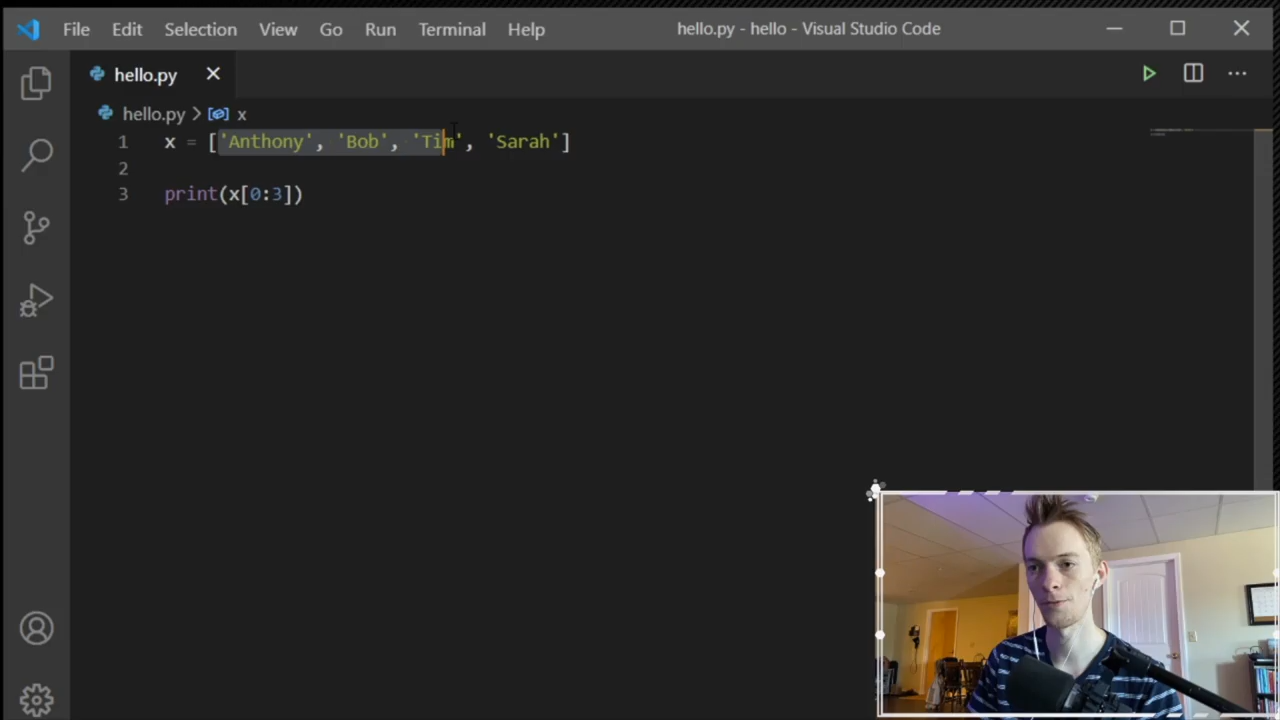 File Edit Selection View Go Run Terminal Help hello.py - hello - Visual Studio Code
hello.py
hello.py x
1 x = ['Anthony', 'Bob', 'Tim', 'Sarah']
2
3 print(x[0:3])